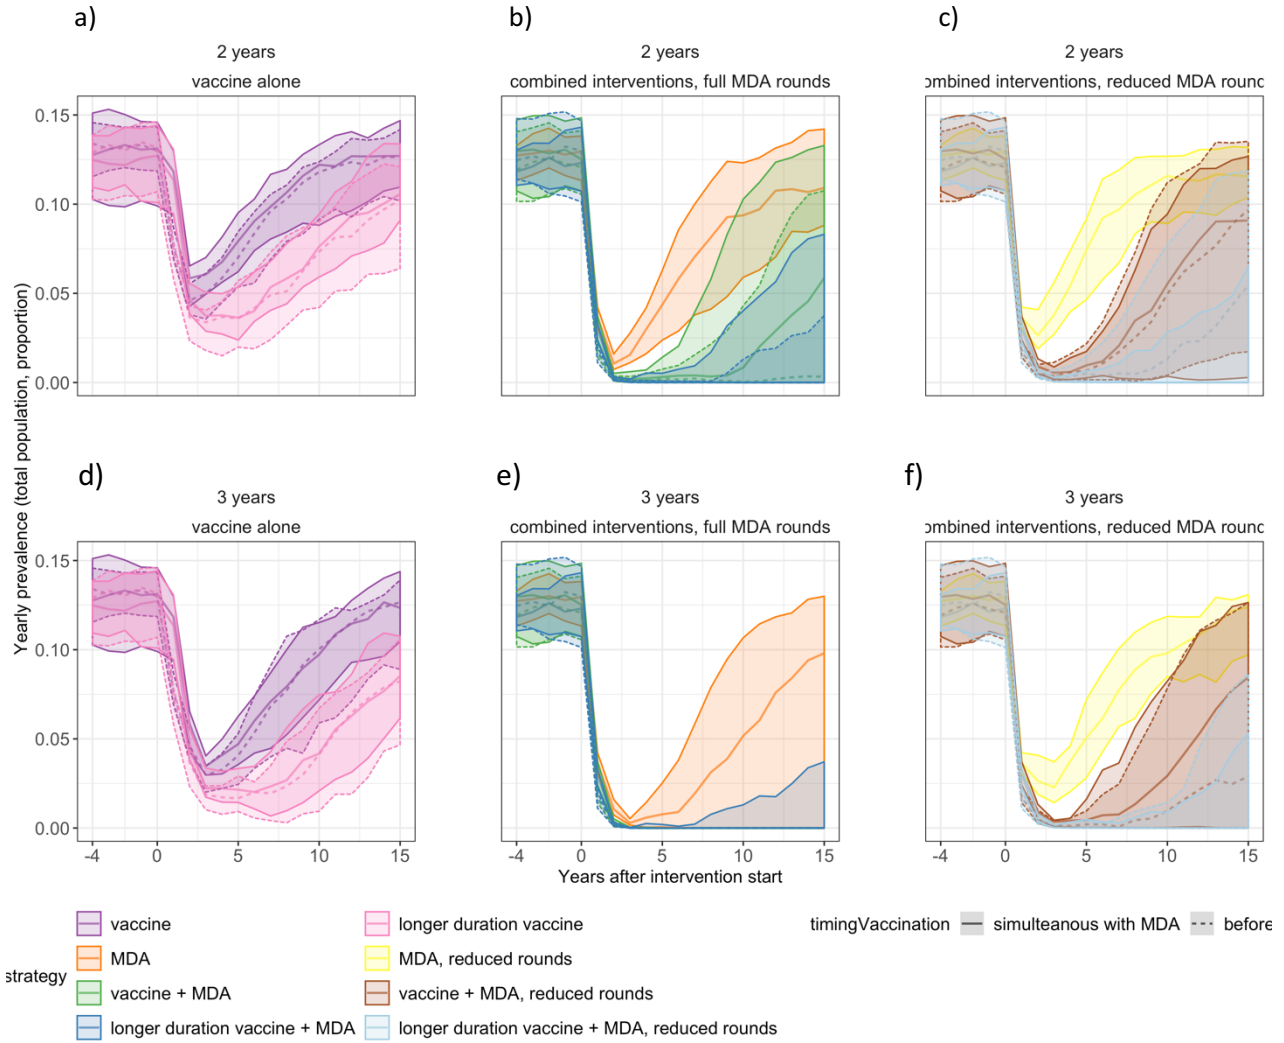 a)
b)
c)
2 years
2 years
2 years
vaccine alone
combined interventions, full MDA rounds
ombined interventions, reduced MDA rounc
0.15
0.10
0.05
0.00
Yearly prevalence (total population, proportion)
d)
e)
f)
3 years
3 years
3 years
vaccine alone
combined interventions, full MDA rounds
ombined interventions, reduced MDA rounc
0.15
0.10
0.05
0.00
-4 0 5 10 15
-4 0 5 10 15
-4 0 5 10 15
Years after intervention start
strategy
vaccine
MDA
vaccine + MDA
longer duration vaccine + MDA
longer duration vaccine
MDA, reduced rounds
vaccine + MDA, reduced rounds
longer duration vaccine + MDA, reduced rounds
timingVaccination
simulteanous with MDA
before